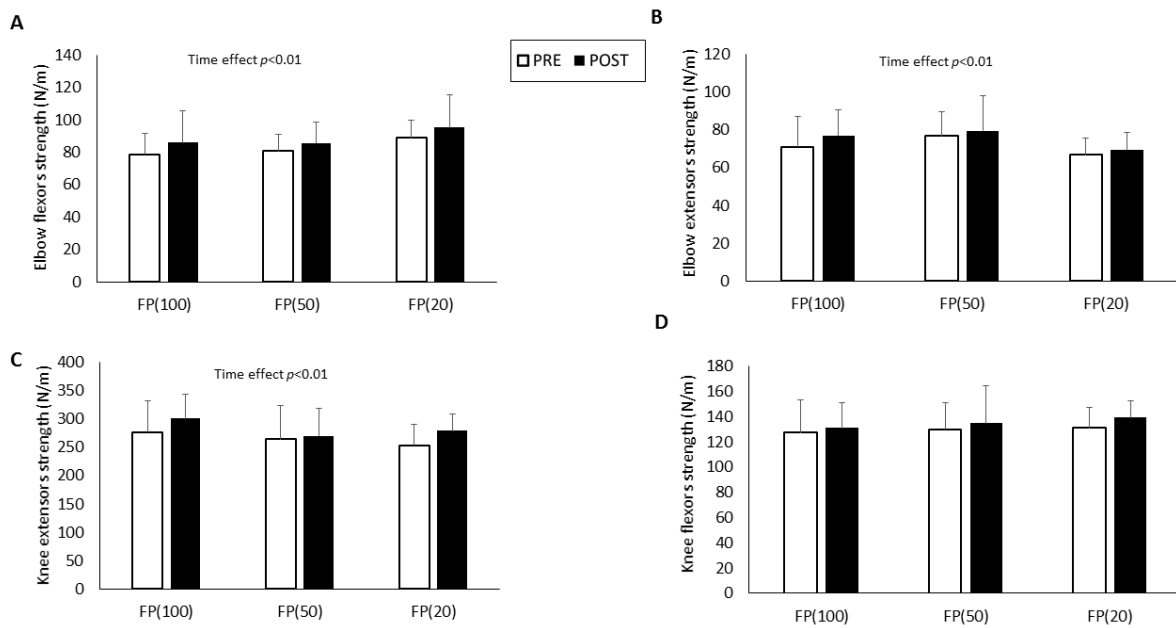 A
Time effect p<0.01
Elbow flexors strength (N/m)
140
120
100
80
60
40
20
0
FP(100) FP(50) FP(20)
PRE POST
B
Time effect p<0.01
Elbow extensors strength (N/m)
120
100
80
60
40
20
0
FP(100) FP(50) FP(20)
C
Time effect p<0.01
Knee extensors strength (N/m)
400
350
300
250
200
150
100
50
0
FP(100) FP(50) FP(20)
D
Knee flexors strength (N/m)
180
160
140
120
100
80
60
40
20
0
FP(100) FP(50) FP(20)